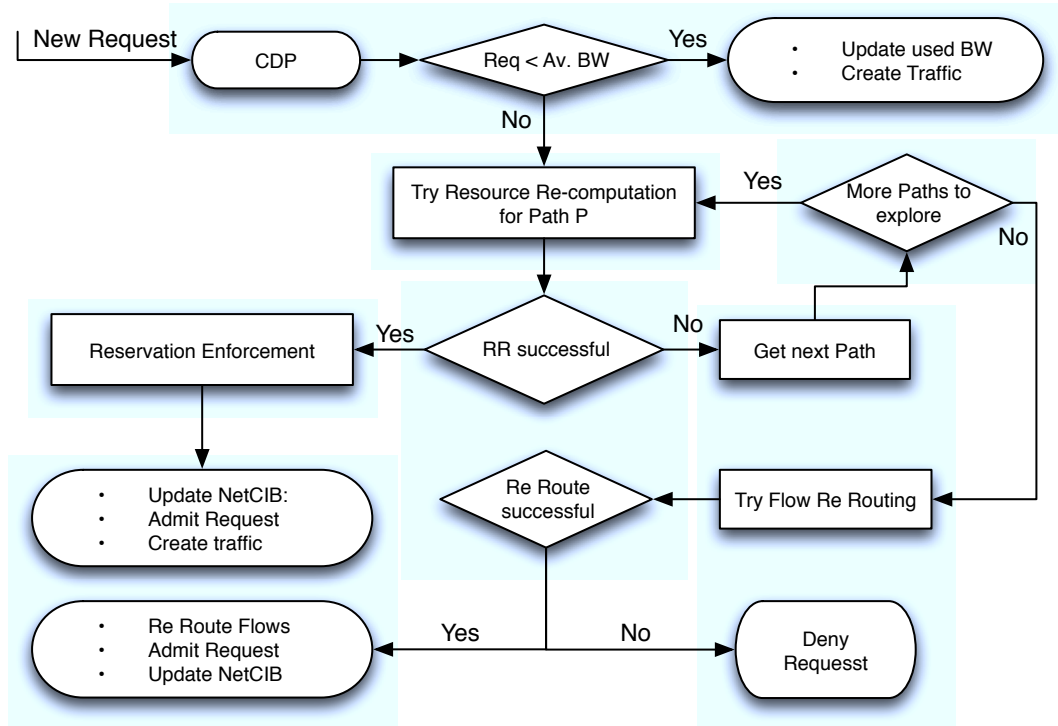 New Request
CDP
Req < Av. BW
Yes
• Update used BW
• Create Traffic
No
Try Resource Re-computation
for Path P
Yes
More Paths to
explore
No
Reservation Enforcement
Yes
RR successful
No
Get next Path
• Update NetCIB:
• Admit Request
• Create traffic
Re Route
successful
Try Flow Re Routing
• Re Route Flows
• Admit Request
• Update NetCIB
Yes
No
Deny
Requesst